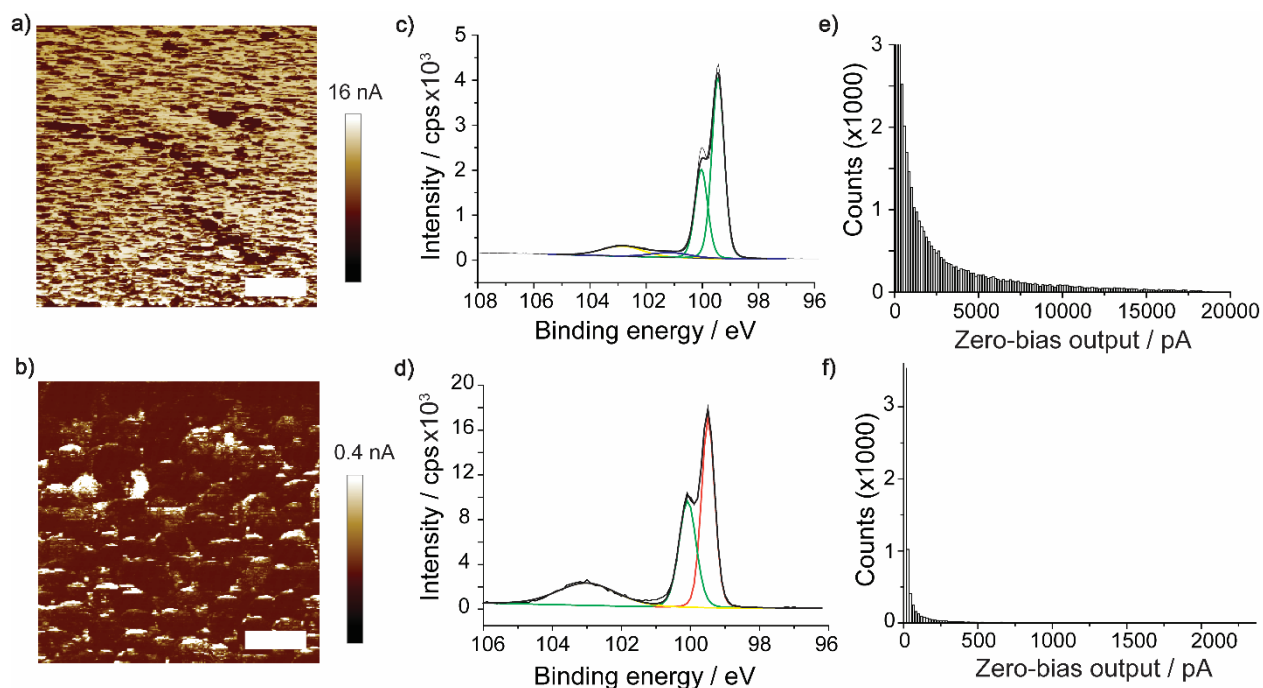 a)
16 nA
b)
0.4 nA
c)
Intensity / cps x10³
5
4
3
2
1
0
108 106 104 102 100 98 96
Binding energy / eV
d)
Intensity / cps x10³
20
16
12
8
4
0
106 104 102 100 98 96
Binding energy / eV
e)
Counts (x1000)
3
2
1
0
0 5000 10000 15000 20000
Zero-bias output / pA
f)
Counts (x1000)
3
2
1
0
0 500 1000 1500 2000
Zero-bias output / pA